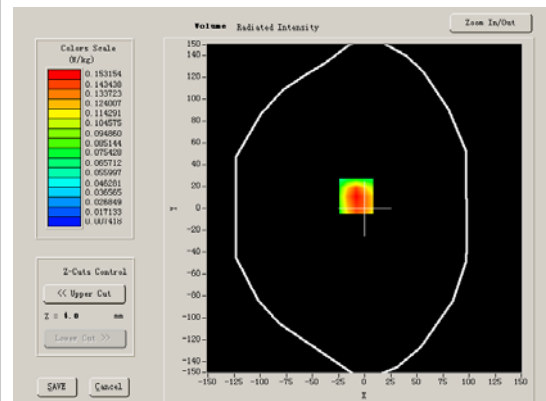 Volume Radiated Intensity
Zoom In/Out
Colors Scale
(W/kg)
0.153154
0.143438
0.133723
0.124007
0.114291
0.104575
0.094860
0.085144
0.075428
0.065712
0.055997
0.046281
0.036565
0.026849
0.017133
0.007418
150
140
120
100
80
60
40
20
0
-20
-40
-60
-80
-100
-120
-140
-150
Y
-150 -125 -100 -75 -50 -25 0 25 50 75 100 125 150
X
Z-Cuts Control
<< Upper Cut
Z = 4.0 mm
Lower Cut >>
SAVE
Cancel